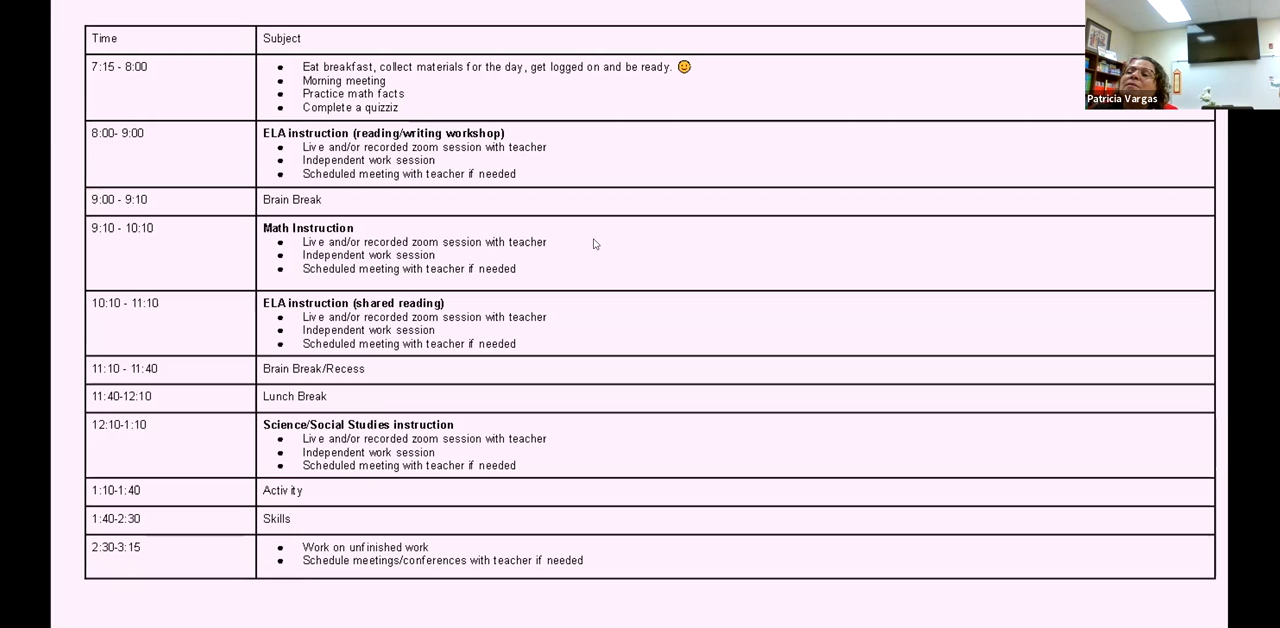 Time Subject
7:15 - 8:00 • Eat breakfast, collect materials for the day, get logged on and be ready. 🙂
• Morning meeting
• Practice math facts
• Complete a quizziz
8:00- 9:00 ELA instruction (reading/writing workshop)
• Live and/or recorded zoom session with teacher
• Independent work session
• Scheduled meeting with teacher if needed
9:00 - 9:10 Brain Break
9:10 - 10:10 Math Instruction
• Live and/or recorded zoom session with teacher
• Independent work session
• Scheduled meeting with teacher if needed
10:10 - 11:10 ELA instruction (shared reading)
• Live and/or recorded zoom session with teacher
• Independent work session
• Scheduled meeting with teacher if needed
11:10 - 11:40 Brain Break/Recess
11:40-12:10 Lunch Break
12:10-1:10 Science/Social Studies instruction
• Live and/or recorded zoom session with teacher
• Independent work session
• Scheduled meeting with teacher if needed
1:10-1:40 Activity
1:40-2:30 Skills
2:30-3:15 • Work on unfinished work
• Schedule meetings/conferences with teacher if needed
Patricia Vargas